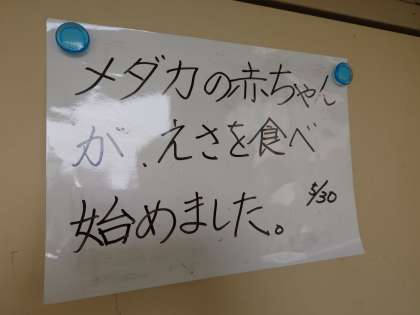 メダカの赤ちゃん
が、えさを食べ
始めました。 5/30